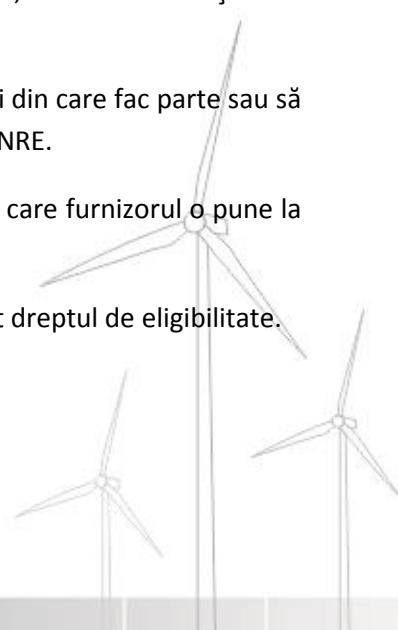 i din care fac parte sau să
NRE.
care furnizorul o pune la
t dreptul de eligibilitate.